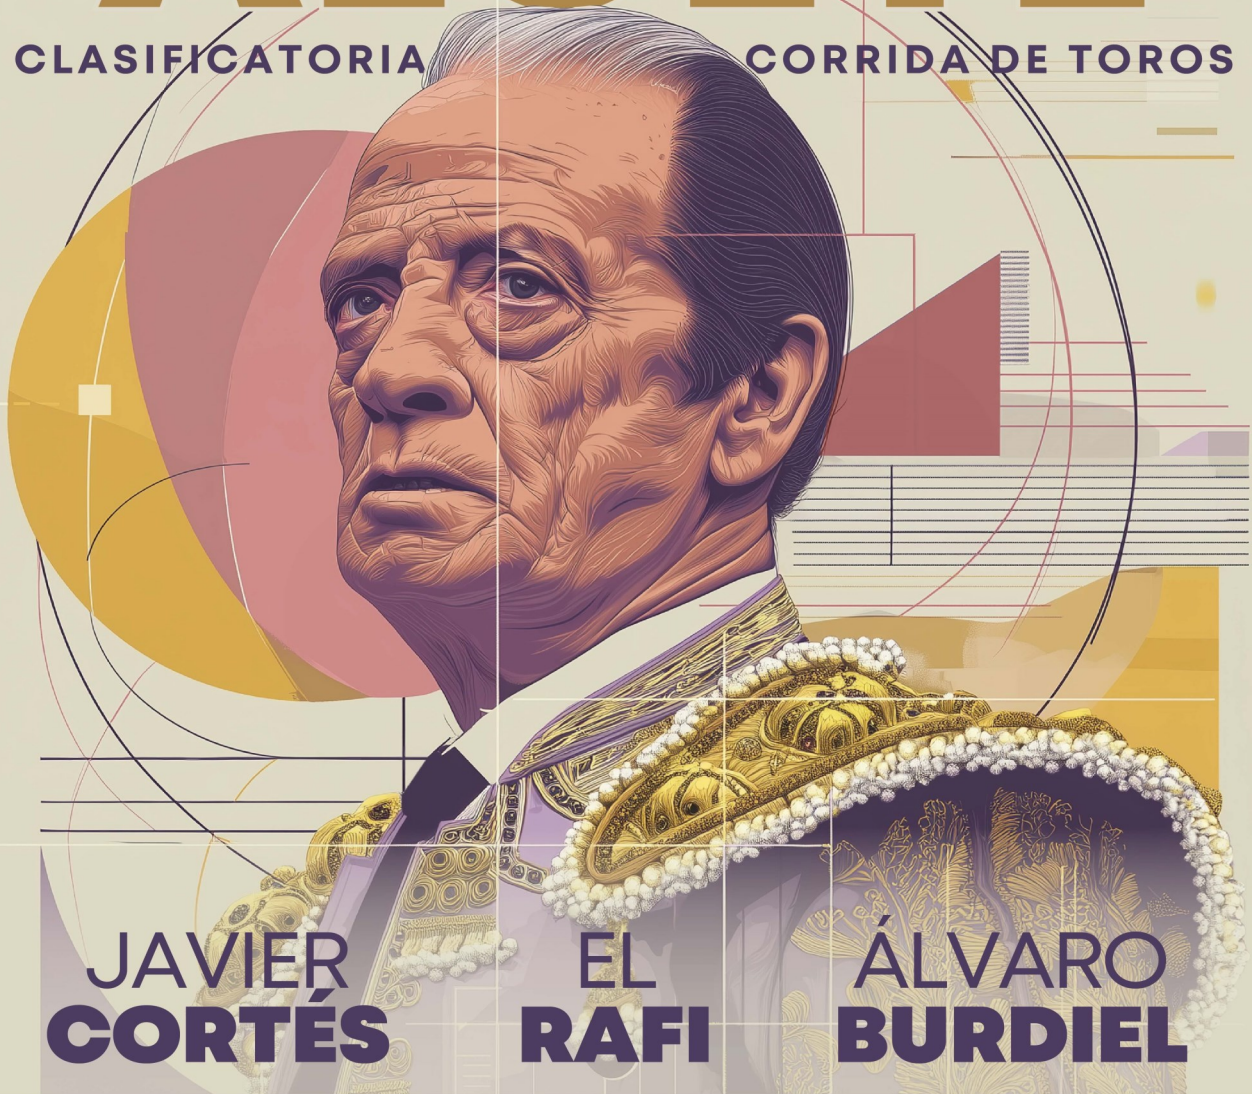 CLASIFICATORIA
CORRIDA DE TOROS
JAVIER
CORTÉS
EL
RAFI
ÁLVARO
BURDIEL